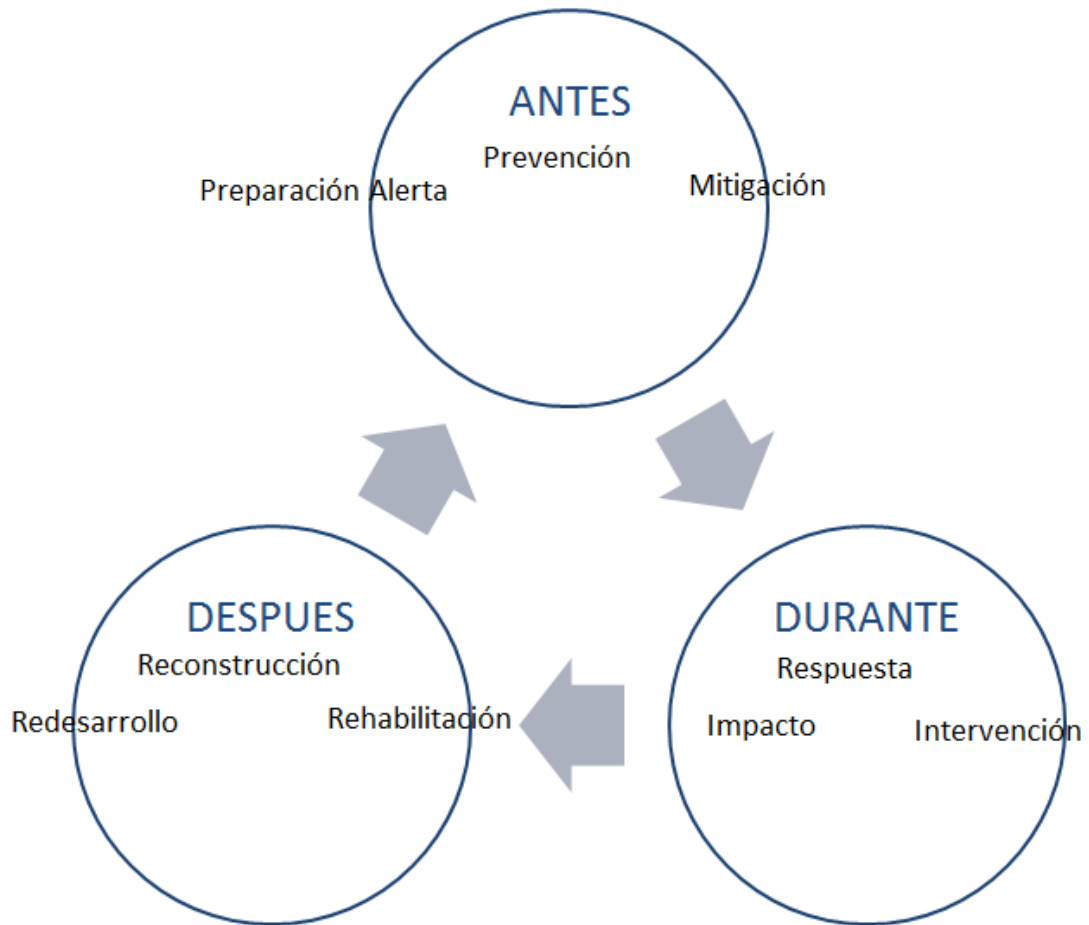 ANTES
Prevención
Preparación Alerta
Mitigación
DESPUES
Reconstrucción
Redesarrollo
Rehabilitación
DURANTE
Respuesta
Impacto
Intervención